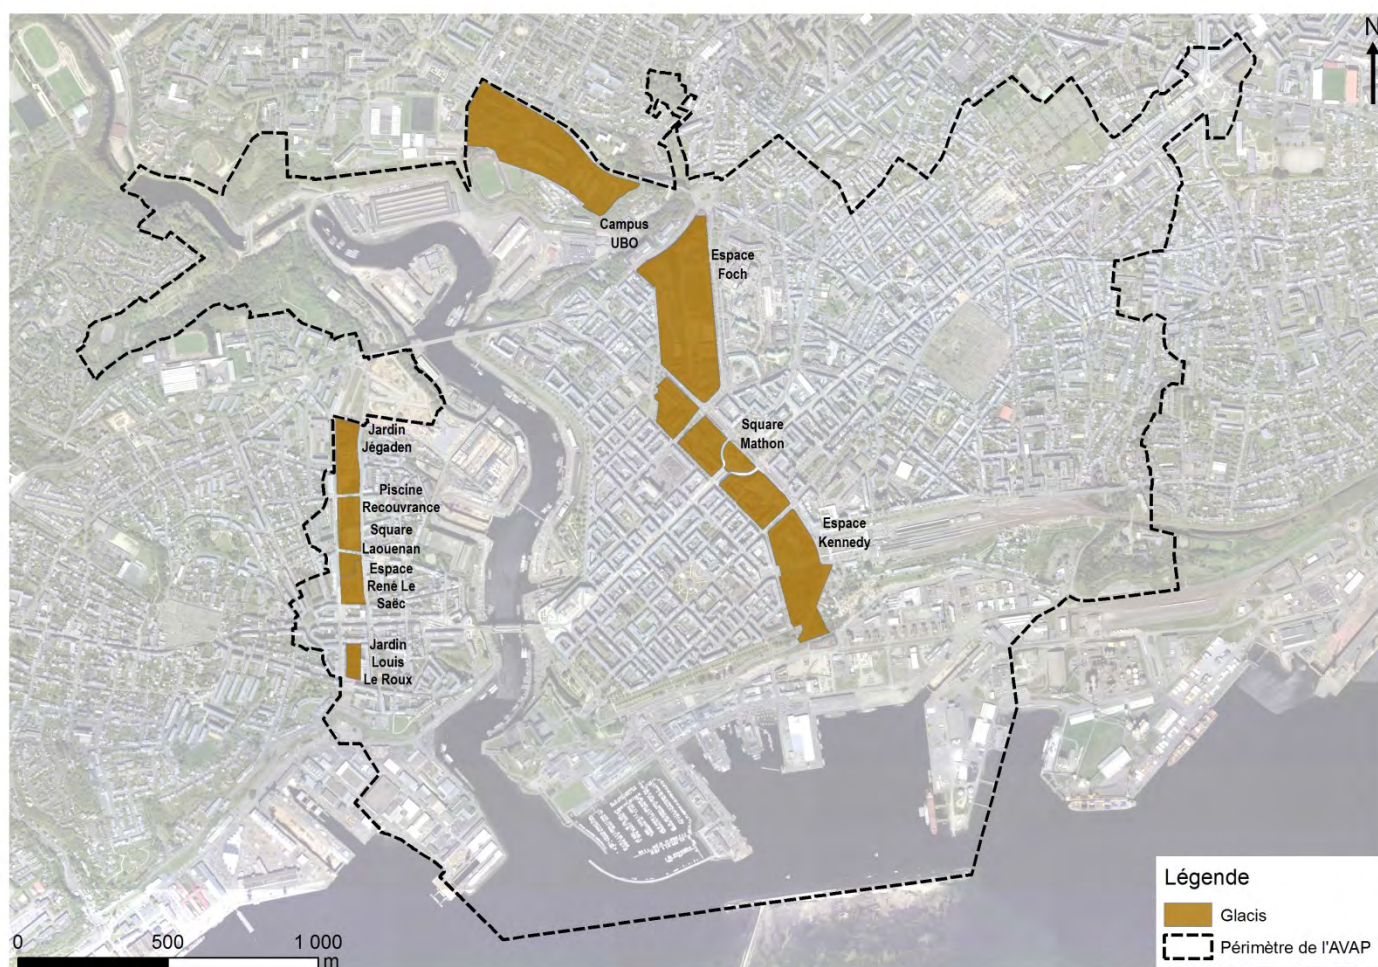 N
Campus
UBO
Espace
Foch
Square
Mathon
Espace
Kennedy
Jardin
Jégaden
Piscine
Recouvrance
Square
Laouenan
Espace
René Le
Saëc
Jardin
Louis
Le Roux
Légende
Glacis
Périmètre de l'AVAP
0 500 1 000
m